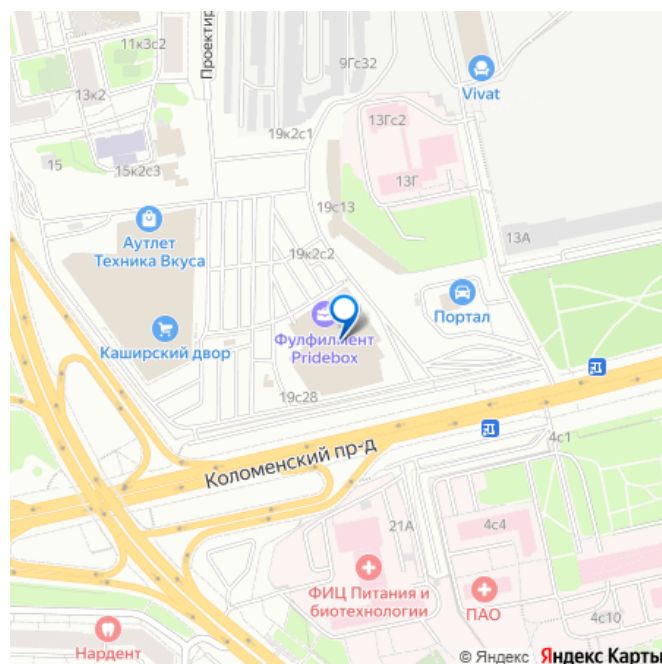 11к3с2
Проектир
9Гс32
Vivat
13к2
19к2с1
13Гс2
15
15к2с3
13Г
19с13
13А
Аутлет
Техника Вкуса
19к2с2
Портал
Фулфилмент
Pridebox
Каширский двор
19с28
Коломенский пр-д
4с1
21А
4с4
ФИЦ Питания и
биотехнологии
ПАО
4с10
Нардент
© Яндекс Яндекс Карты